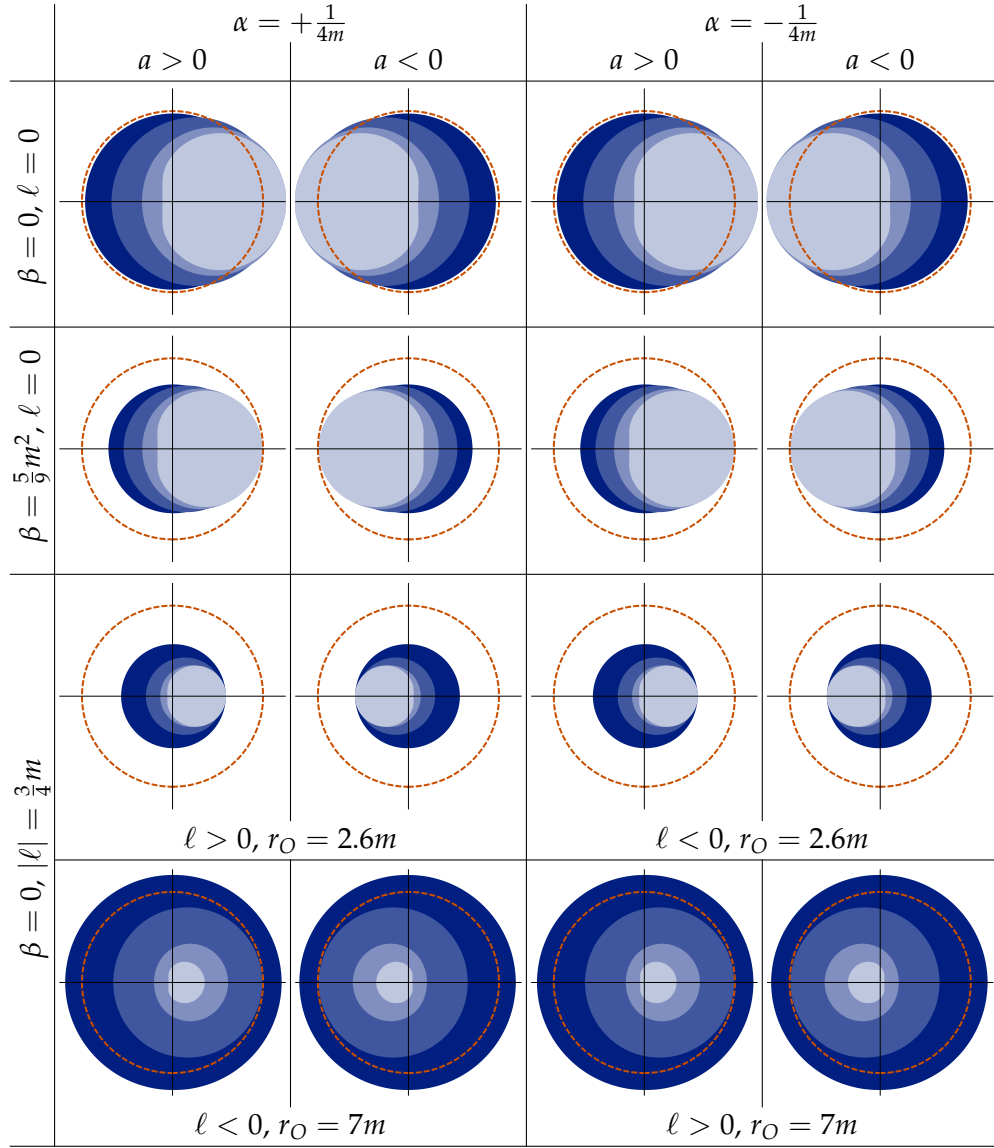 α = +1/4m
α = −1/4m
a > 0
a < 0
a > 0
a < 0
β = 0, ℓ = 0
β = 5/9 m², ℓ = 0
β = 0, |ℓ| = 3/4 m
ℓ > 0, r_O = 2.6m
ℓ < 0, r_O = 2.6m
ℓ < 0, r_O = 7m
ℓ > 0, r_O = 7m